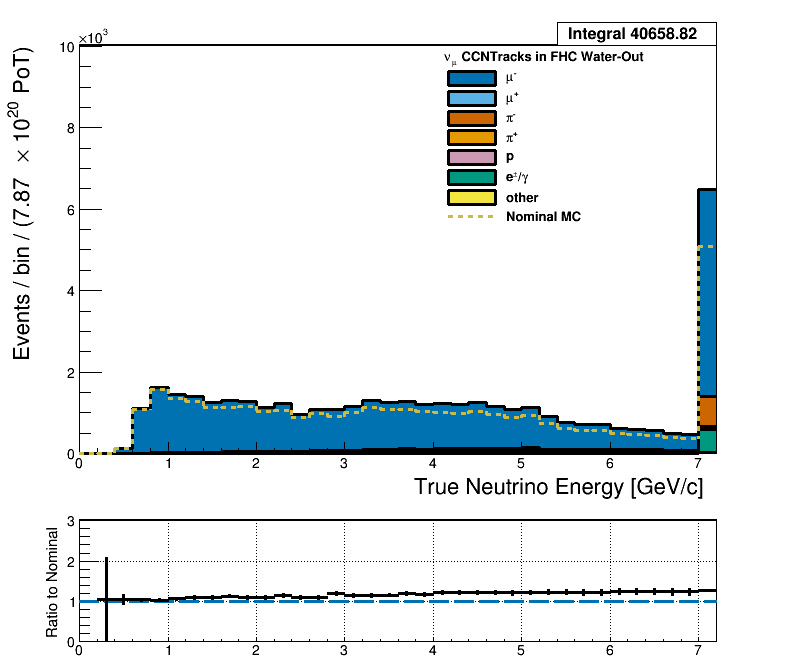 Integral 40658.82
×10³
Events / bin / (7.87 × 10²⁰ PoT)
10
8
6
4
2
0
ν_μ CCNTracks in FHC Water-Out
μ⁻
μ⁺
π⁻
π⁺
p
e±/γ
other
Nominal MC
0 1 2 3 4 5 6 7
True Neutrino Energy [GeV/c]
Ratio to Nominal
3
2
1
0
0 1 2 3 4 5 6 7